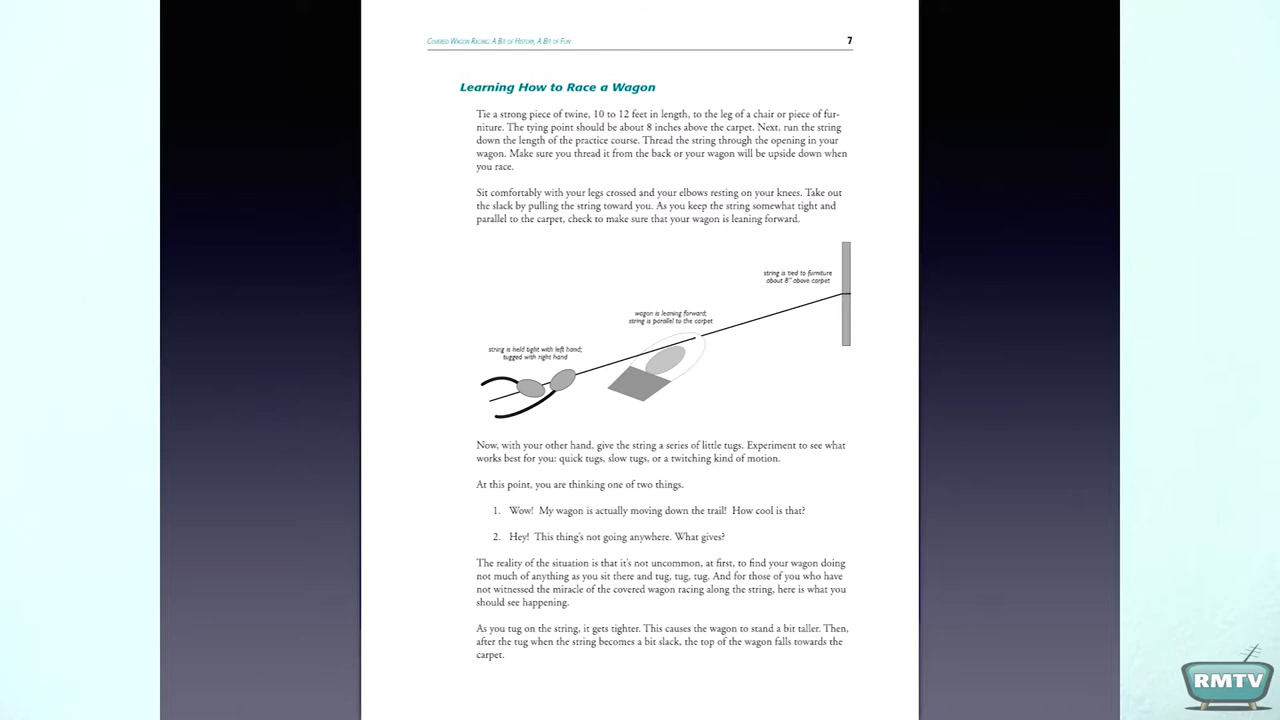 COVERED WAGON RACING: A BIT OF HISTORY, A BIT OF FUN
7
Learning How to Race a Wagon
Tie a strong piece of twine, 10 to 12 feet in length, to the leg of a chair or piece of fur-
niture. The tying point should be about 8 inches above the carpet. Next, run the string
down the length of the practice course. Thread the string through the opening in your
wagon. Make sure you thread it from the back or your wagon will be upside down when
you race.
Sit comfortably with your legs crossed and your elbows resting on your knees. Take out
the slack by pulling the string toward you. As you keep the string somewhat tight and
parallel to the carpet, check to make sure that your wagon is leaning forward.
string is tied to furniture
about 8" above carpet
wagon is leaning forward;
string is parallel to the carpet
string is held tight with left hand;
tugged with right hand
Now, with your other hand, give the string a series of little tugs. Experiment to see what
works best for you: quick tugs, slow tugs, or a twitching kind of motion.
At this point, you are thinking one of two things.
1. Wow! My wagon is actually moving down the trail! How cool is that?
2. Hey! This thing's not going anywhere. What gives?
The reality of the situation is that it's not uncommon, at first, to find your wagon doing
not much of anything as you sit there and tug, tug, tug. And for those of you who have
not witnessed the miracle of the covered wagon racing along the string, here is what you
should see happening.
As you tug on the string, it gets tighter. This causes the wagon to stand a bit taller. Then,
after the tug when the string becomes a bit slack, the top of the wagon falls towards the
carpet.
RMTV